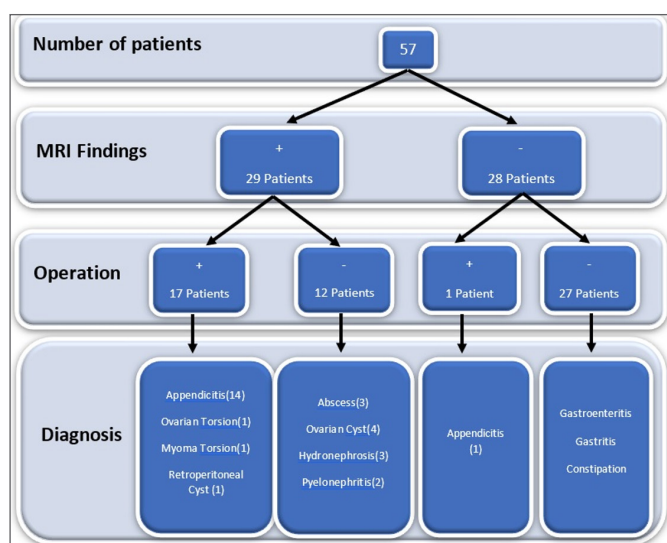 Number of patients
57
MRI Findings
+
29 Patients
-
28 Patients
Operation
+
17 Patients
-
12 Patients
+
1 Patient
-
27 Patients
Diagnosis
Appendicitis(14)
Ovarian Torsion(1)
Myoma Torsion(1)
Retroperitoneal
Cyst (1)
Abscess(3)
Ovarian Cyst(4)
Hydronephrosis(3)
Pyelonephritis(2)
Appendicitis
(1)
Gastroenteritis
Gastritis
Constipation